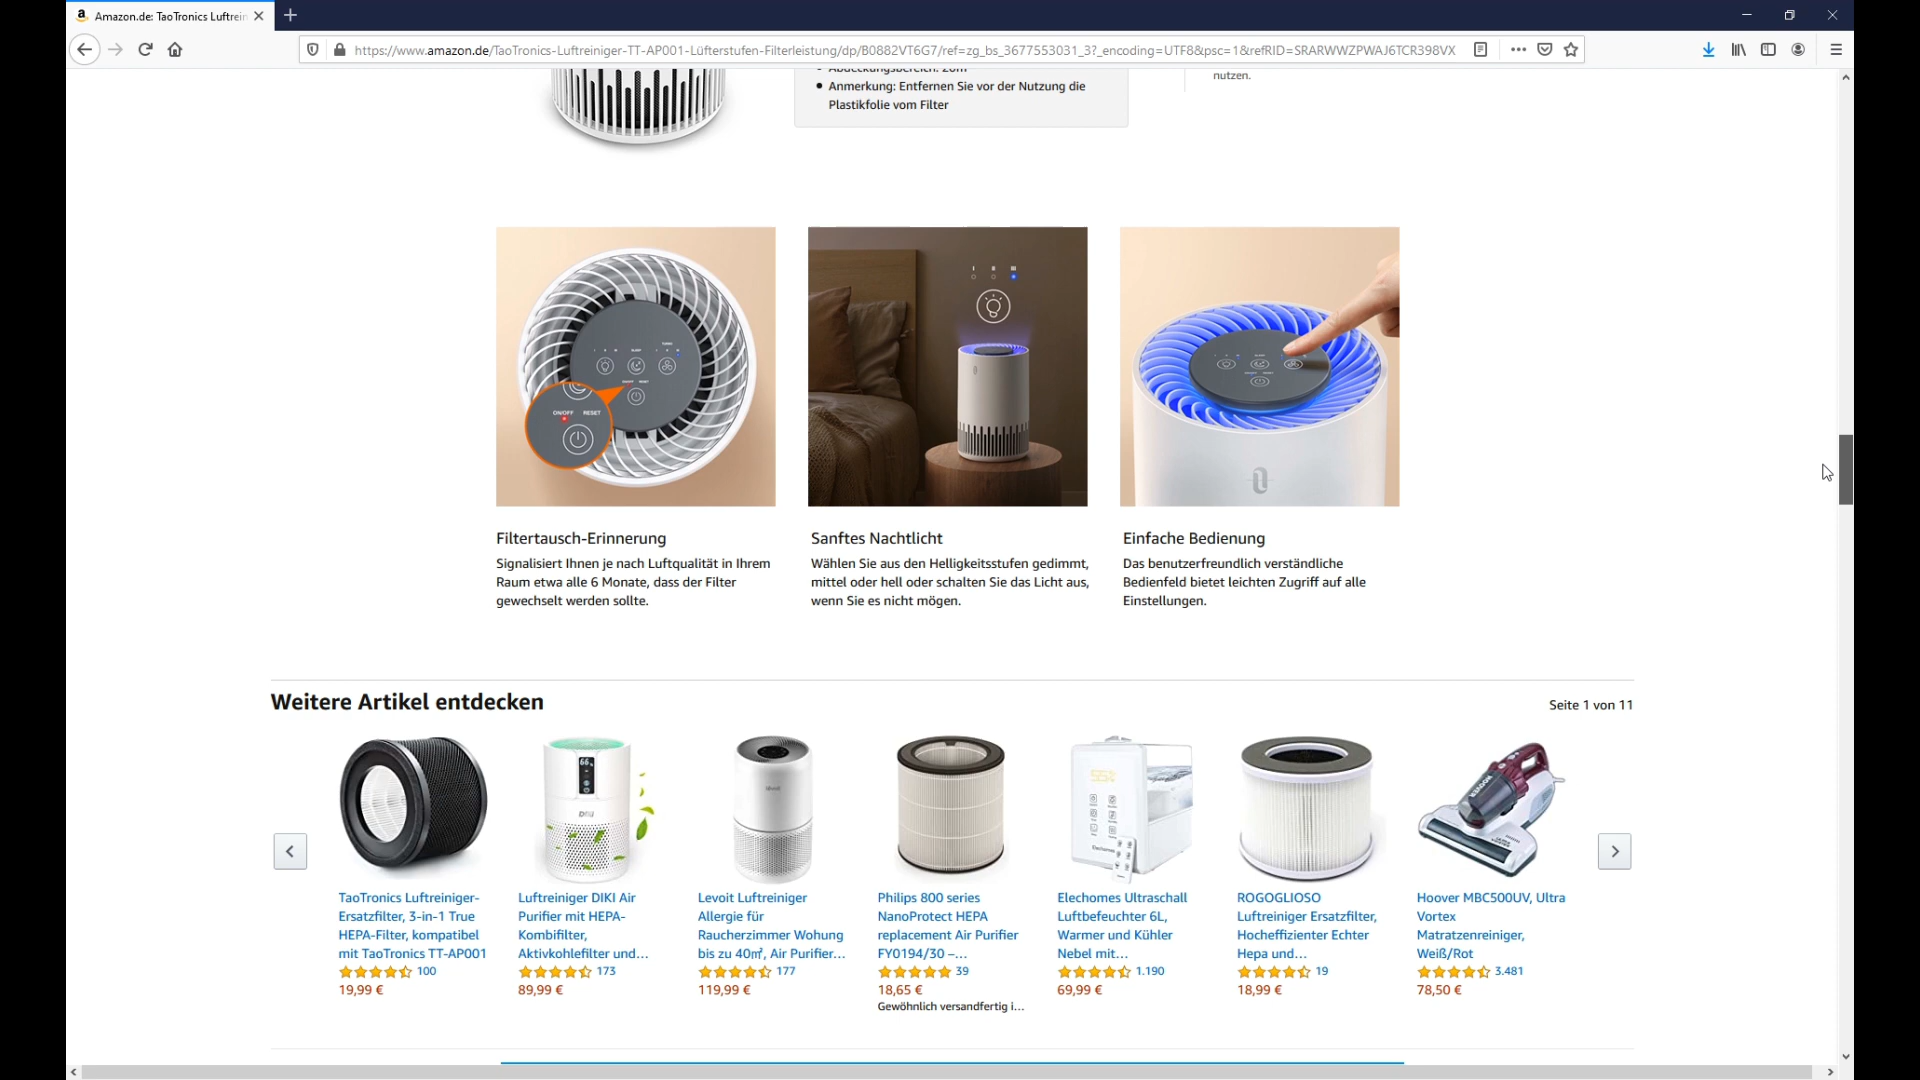 Amazon.de: TaoTronics Luftrein
https://www.amazon.de/TaoTronics-Luftreiniger-TT-AP001-Lüfterstufen-Filterleistung/dp/B0882VT6G7/ref=zg_bs_3677553031_3?_encoding=UTF8&psc=1&refRID=SRARWWZPWAJ6TCR398VX
Anmerkung: Entfernen Sie vor der Nutzung die
Plastikfolie vom Filter
nutzen.
ON/OFF RESET
Filtertausch-Erinnerung
Signalisiert Ihnen je nach Luftqualität in Ihrem
Raum etwa alle 6 Monate, dass der Filter
gewechselt werden sollte.
Sanftes Nachtlicht
Wählen Sie aus den Helligkeitsstufen gedimmt,
mittel oder hell oder schalten Sie das Licht aus,
wenn Sie es nicht mögen.
Einfache Bedienung
Das benutzerfreundlich verständliche
Bedienfeld bietet leichten Zugriff auf alle
Einstellungen.
Weitere Artikel entdecken
Seite 1 von 11
TaoTronics Luftreiniger-
Ersatzfilter, 3-in-1 True
HEPA-Filter, kompatibel
mit TaoTronics TT-AP001
100
19,99 €
Luftreiniger DIKI Air
Purifier mit HEPA-
Kombifilter,
Aktivkohlefilter und...
173
89,99 €
Levoit Luftreiniger
Allergie für
Raucherzimmer Wohung
bis zu 40㎡, Air Purifier...
177
119,99 €
Philips 800 series
NanoProtect HEPA
replacement Air Purifier
FY0194/30 –...
39
18,65 €
Gewöhnlich versandfertig i...
Elechomes Ultraschall
Luftbefeuchter 6L,
Warmer und Kühler
Nebel mit...
1.190
69,99 €
ROGOGLIOSO
Luftreiniger Ersatzfilter,
Hocheffizienter Echter
Hepa und...
19
18,99 €
HOOVER
Hoover MBC500UV, Ultra
Vortex
Matratzenreiniger,
Weiß/Rot
3.481
78,50 €